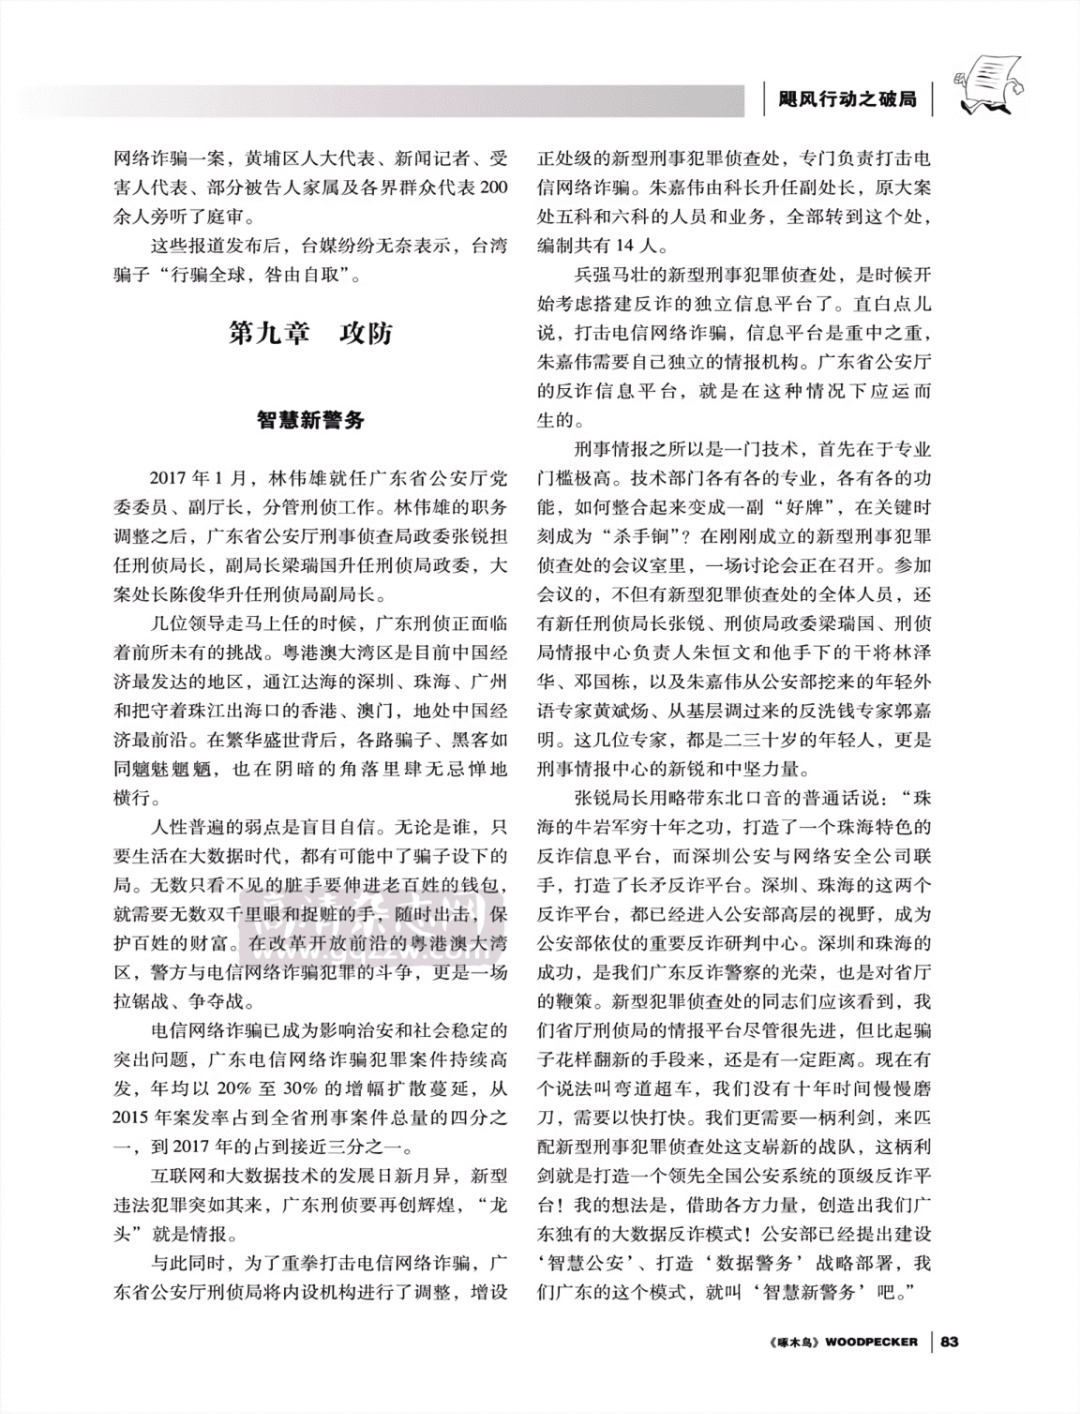 飓风行动之破局
网络诈骗一案，黄埔区人大代表、新闻记者、受
害人代表、部分被告人家属及各界群众代表 200
余人旁听了庭审。
这些报道发布后，台媒纷纷无奈表示，台湾
骗子“行骗全球，咎由自取”。
第九章　攻防
智慧新警务
2017 年 1 月，林伟雄就任广东省公安厅党
委委员、副厅长，分管刑侦工作。林伟雄的职务
调整之后，广东省公安厅刑事侦查局政委张锐担
任刑侦局长，副局长梁瑞国升任刑侦局政委，大
案处长陈俊华升任刑侦局副局长。
几位领导走马上任的时候，广东刑侦正面临
着前所未有的挑战。粤港澳大湾区是目前中国经
济最发达的地区，通江达海的深圳、珠海、广州
和把守着珠江出海口的香港、澳门，地处中国经
济最前沿。在繁华盛世背后，各路骗子、黑客如
同魑魅魍魉，也在阴暗的角落里肆无忌惮地
横行。
人性普遍的弱点是盲目自信。无论是谁，只
要生活在大数据时代，都有可能中了骗子设下的
局。无数只看不见的脏手要伸进老百姓的钱包，
就需要无数双千里眼和捉赃的手，随时出击，保
护百姓的财富。在改革开放前沿的粤港澳大湾
区，警方与电信网络诈骗犯罪的斗争，更是一场
拉锯战、争夺战。
电信网络诈骗已成为影响治安和社会稳定的
突出问题，广东电信网络诈骗犯罪案件持续高
发，年均以 20% 至 30% 的增幅扩散蔓延，从
2015 年案发率占到全省刑事案件总量的四分之
一，到 2017 年的占到接近三分之一。
互联网和大数据技术的发展日新月异，新型
违法犯罪突如其来，广东刑侦要再创辉煌，“龙
头”就是情报。
与此同时，为了重拳打击电信网络诈骗，广
东省公安厅刑侦局将内设机构进行了调整，增设
正处级的新型刑事犯罪侦查处，专门负责打击电
信网络诈骗。朱嘉伟由科长升任副处长，原大案
处五科和六科的人员和业务，全部转到这个处，
编制共有 14 人。
兵强马壮的新型刑事犯罪侦查处，是时候开
始考虑搭建反诈的独立信息平台了。直白点儿
说，打击电信网络诈骗，信息平台是重中之重，
朱嘉伟需要自己独立的情报机构。广东省公安厅
的反诈信息平台，就是在这种情况下应运而
生的。
刑事情报之所以是一门技术，首先在于专业
门槛极高。技术部门各有各的专业，各有各的功
能，如何整合起来变成一副“好牌”，在关键时
刻成为“杀手锏”？在刚刚成立的新型刑事犯罪
侦查处的会议室里，一场讨论会正在召开。参加
会议的，不但有新型犯罪侦查处的全体人员，还
有新任刑侦局长张锐、刑侦局政委梁瑞国、刑侦
局情报中心负责人朱恒文和他手下的干将林泽
华、邓国栋，以及朱嘉伟从公安部挖来的年轻外
语专家黄斌炀、从基层调过来的反洗钱专家郭嘉
明。这几位专家，都是二三十岁的年轻人，更是
刑事情报中心的新锐和中坚力量。
张锐局长用略带东北口音的普通话说：“珠
海的牛岩军穷十年之功，打造了一个珠海特色的
反诈信息平台，而深圳公安与网络安全公司联
手，打造了长矛反诈平台。深圳、珠海的这两个
反诈平台，都已经进入公安部高层的视野，成为
公安部依仗的重要反诈研判中心。深圳和珠海的
成功，是我们广东反诈警察的光荣，也是对省厅
的鞭策。新型犯罪侦查处的同志们应该看到，我
们省厅刑侦局的情报平台尽管很先进，但比起骗
子花样翻新的手段来，还是有一定距离。现在有
个说法叫弯道超车，我们没有十年时间慢慢磨
刀，需要以快打快。我们更需要一柄利剑，来匹
配新型刑事犯罪侦查处这支崭新的战队，这柄利
剑就是打造一个领先全国公安系统的顶级反诈平
台！我的想法是，借助各方力量，创造出我们广
东独有的大数据反诈模式！公安部已经提出建设
‘智慧公安’、打造‘数据警务’战略部署，我
们广东的这个模式，就叫‘智慧新警务’吧。”
高清杂志网
www.gqzzw.com
《啄木鸟》WOODPECKER 83